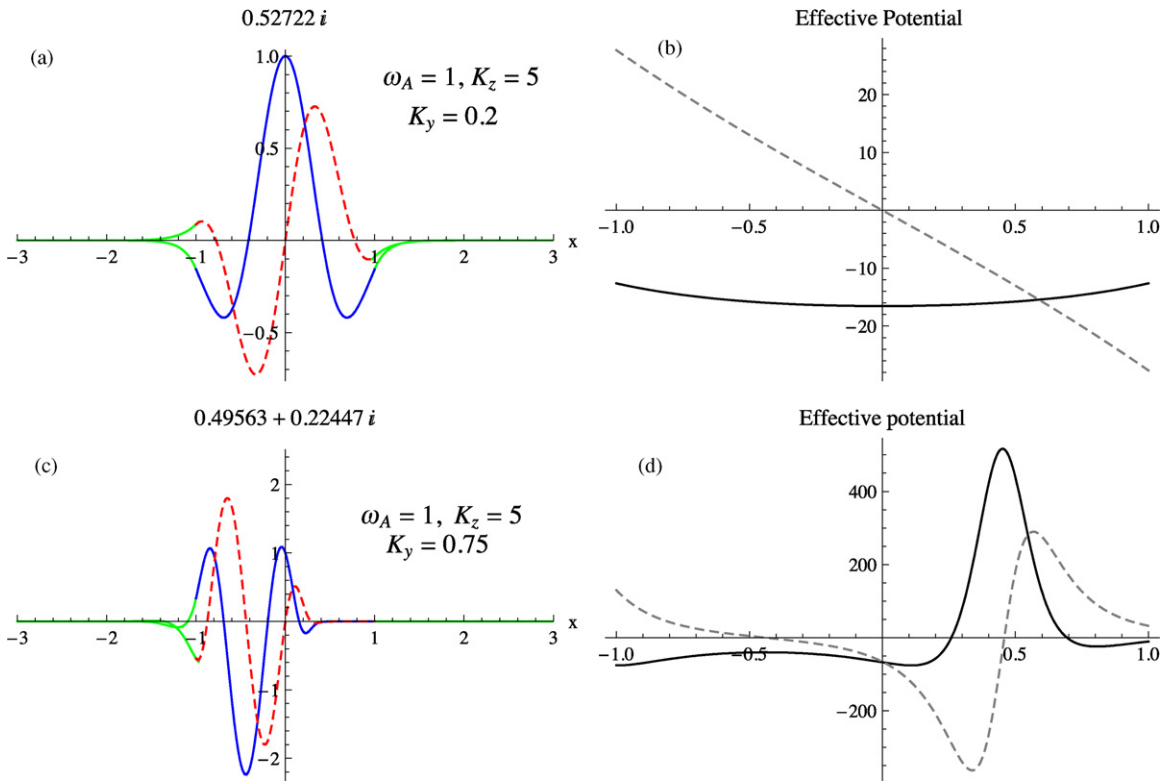 0.52722 i
(a)
ω_A = 1, K_z = 5
K_y = 0.2
1.0
0.5
-0.5
-3
-2
-1
1
2
3
x
Effective Potential
(b)
20
10
-10
-20
-1.0
-0.5
0.5
1.0
0.49563 + 0.22447 i
(c)
ω_A = 1, K_z = 5
K_y = 0.75
2
1
-1
-2
-3
-2
-1
1
2
3
x
Effective potential
(d)
400
200
-200
-1.0
-0.5
0.5
1.0